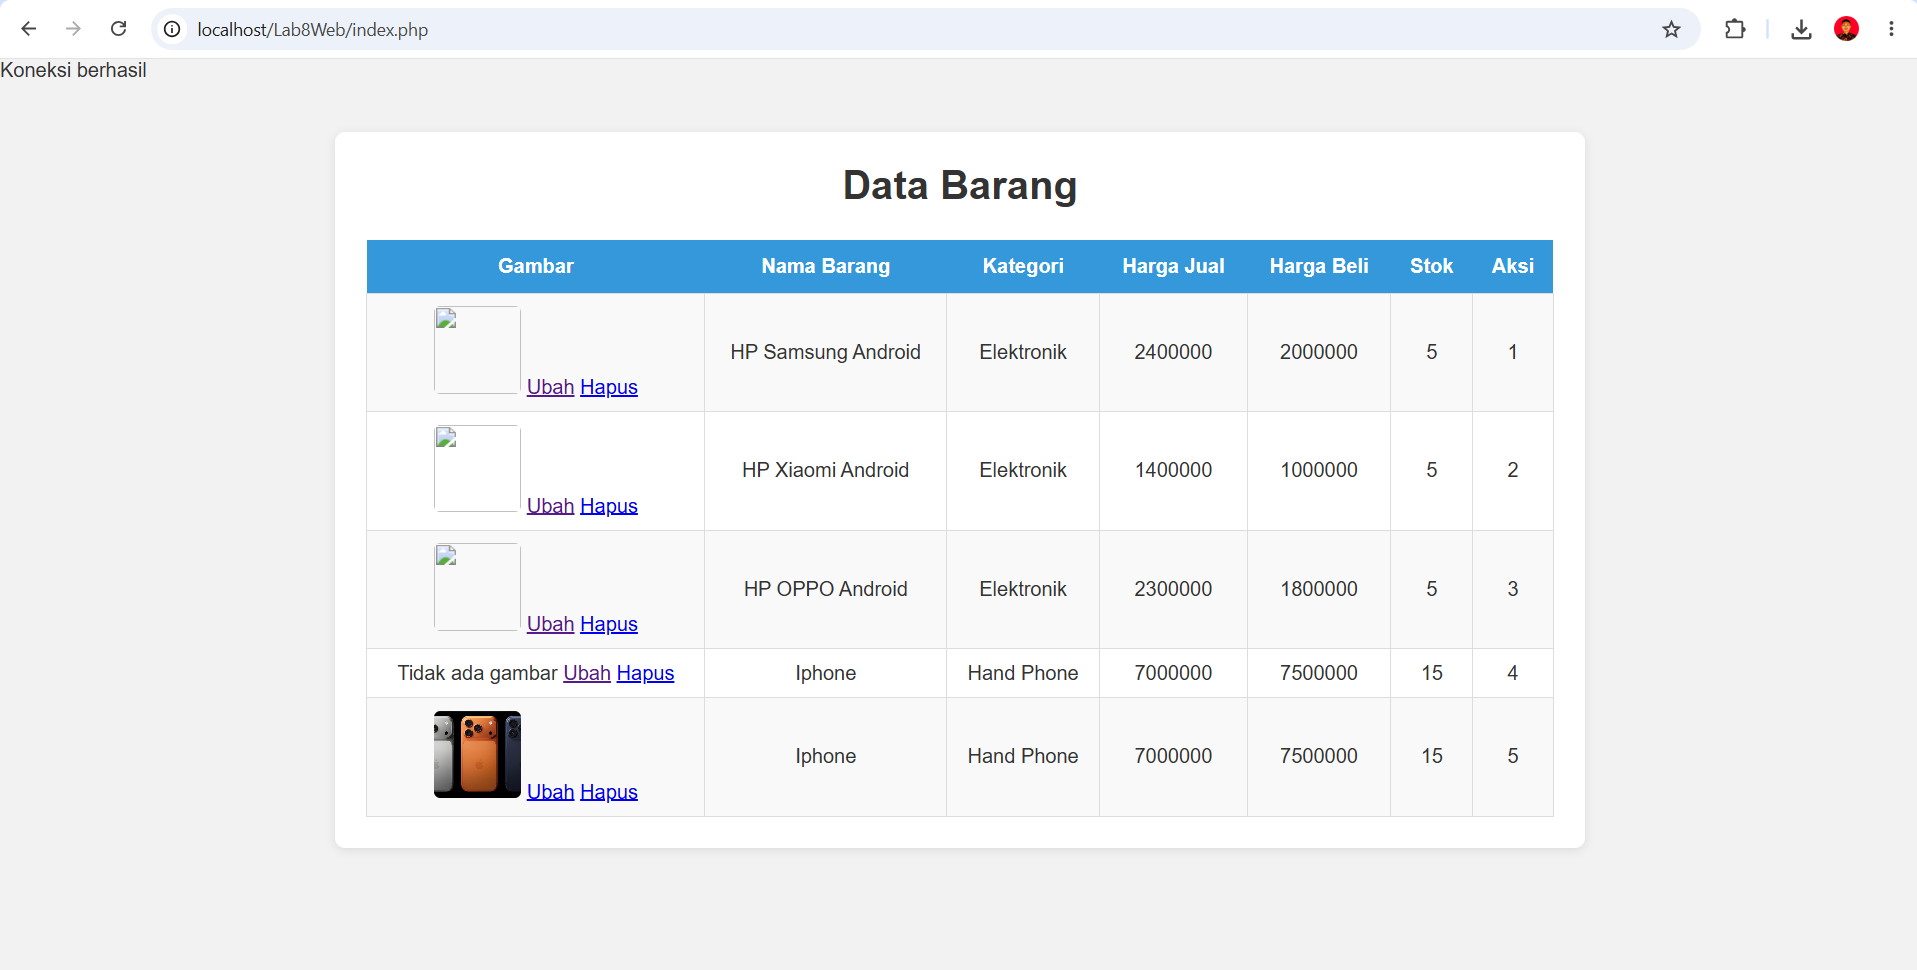 localhost/Lab8Web/index.php
Koneksi berhasil
Data Barang
Gambar Nama Barang Kategori Harga Jual Harga Beli Stok Aksi
Ubah Hapus HP Samsung Android Elektronik 2400000 2000000 5 1
Ubah Hapus HP Xiaomi Android Elektronik 1400000 1000000 5 2
Ubah Hapus HP OPPO Android Elektronik 2300000 1800000 5 3
Tidak ada gambar Ubah Hapus Iphone Hand Phone 7000000 7500000 15 4
Ubah Hapus Iphone Hand Phone 7000000 7500000 15 5